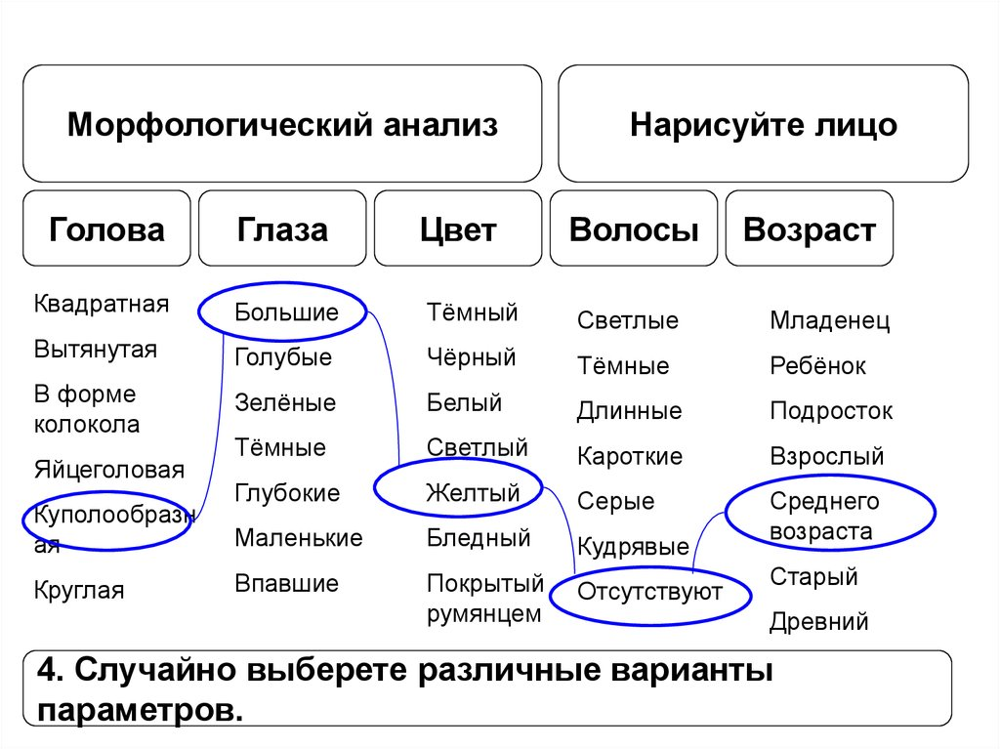 Морфологический анализ
Нарисуйте лицо
Голова
Глаза
Цвет
Волосы
Возраст
Квадратная
Вытянутая
В форме
колокола
Яйцеголовая
Куполообразн
ая
Круглая
Большие
Голубые
Зелёные
Тёмные
Глубокие
Маленькие
Впавшие
Тёмный
Чёрный
Белый
Светлый
Желтый
Бледный
Покрытый
румянцем
Светлые
Тёмные
Длинные
Кароткие
Серые
Кудрявые
Отсутствуют
Младенец
Ребёнок
Подросток
Взрослый
Среднего
возраста
Старый
Древний
4. Случайно выберете различные варианты
параметров.